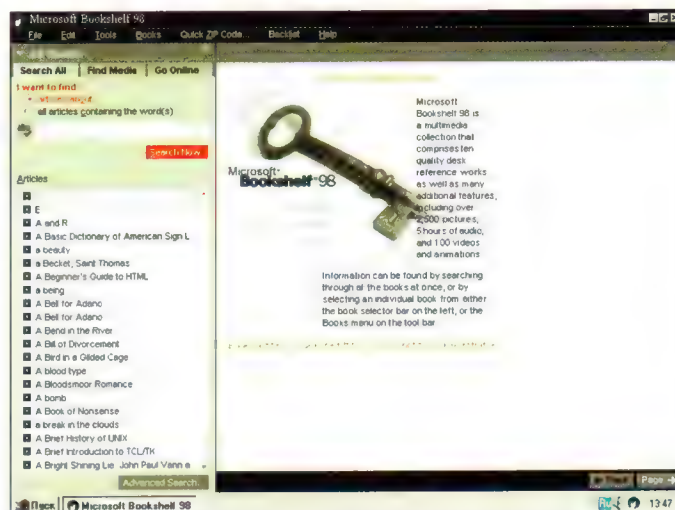 Microsoft Bookshelf 98
File Edit Tools Books Quick ZIP Code... Backlist Help
Search All Find Media Go Online
I want to find
all articles containing the word(s)
Search Now
Articles
E
A and R
A Basic Dictionary of American Sign L
a beauty
a Becket, Saint Thomas
A Beginner's Guide to HTML
a being
A Bell for Adano
A Bell for Adano
A Bend in the River
A Bill of Divorcement
A Bird in a Gilded Cage
A blood type
A Bloodsmoor Romance
A bomb
A Book of Nonsense
a break in the clouds
A Brief History of UNIX
A Brief Introduction to TCL/TK
A Bright Shining Lie John Paul Vann a
Advanced Search...
Microsoft
Bookshelf 98
Microsoft
Bookshelf 98 is
a multimedia
collection that
comprises ten
quality desk
reference works
as well as many
additional features,
including over
2,500 pictures,
5 hours of audio,
and 100 videos
and animations
Information can be found by searching
through all the books at once, or by
selecting an individual book from either
the book selector bar on the left, or the
Books menu on the tool bar
Page
Пуск Microsoft Bookshelf 98
Ru 13:47